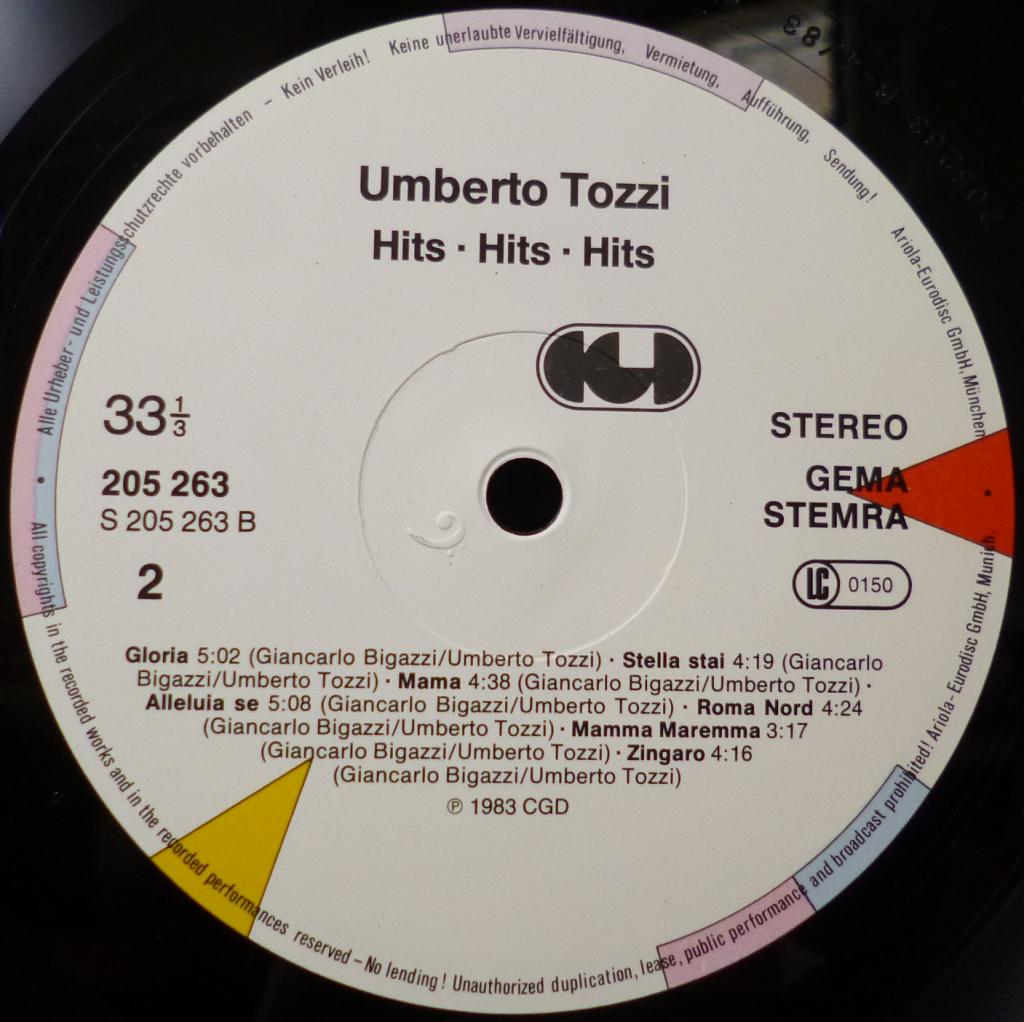 Umberto Tozzi
Hits · Hits · Hits
33 1/3
205 263
S 205 263 B
2
STEREO
GEMA
STEMRA
LC 0150
Gloria 5:02 (Giancarlo Bigazzi/Umberto Tozzi) · Stella stai 4:19 (Giancarlo
Bigazzi/Umberto Tozzi) · Mama 4:38 (Giancarlo Bigazzi/Umberto Tozzi) ·
Alleluia se 5:08 (Giancarlo Bigazzi/Umberto Tozzi) · Roma Nord 4:24
(Giancarlo Bigazzi/Umberto Tozzi) · Mamma Maremma 3:17
(Giancarlo Bigazzi/Umberto Tozzi) · Zingaro 4:16
(Giancarlo Bigazzi/Umberto Tozzi)
℗ 1983 CGD
• Alle Urheber- und Leistungsschutzrechte vorbehalten – Kein Verleih! Keine unerlaubte Vervielfältigung, Vermietung, Aufführung, Sendung! Ariola-Eurodisc GmbH, München
• All copyrights in the recorded works and in the recorded performances reserved – No lending! Unauthorized duplication, lease, public performance and broadcast prohibited! Ariola-Eurodisc GmbH, Munich.
205263